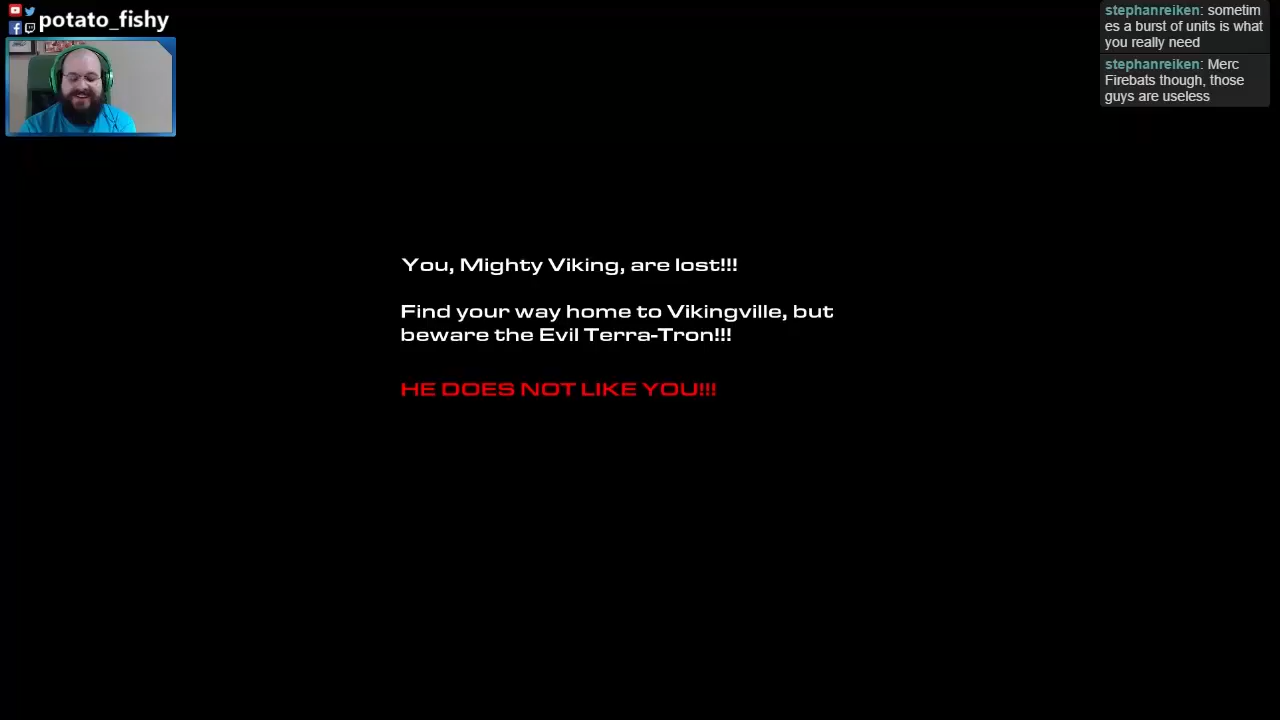 potato_fishy
stephanreiken: sometim
es a burst of units is what
you really need
stephanreiken: Merc
Firebats though, those
guys are useless
You, Mighty Viking, are lost!!!
Find your way home to Vikingville, but
beware the Evil Terra-Tron!!!
HE DOES NOT LIKE YOU!!!